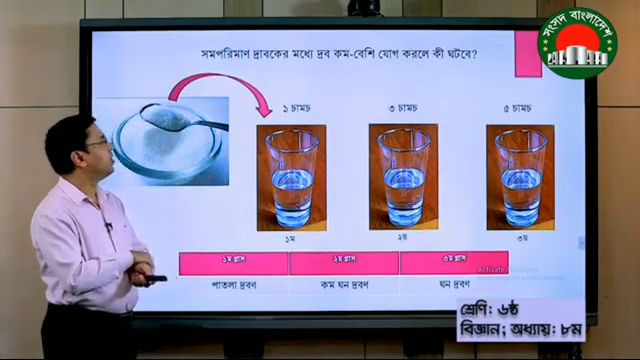 সমপরিমাণ দ্রাবকের মধ্যে দ্রব কম-বেশি যোগ করলে কী ঘটবে?
সংসদ বাংলাদেশ
১ চামচ
৩ চামচ
৫ চামচ
১ম
২য়
৩য়
১ম গ্লাস
২য় গ্লাস
৩য় গ্লাস
Activate
পাতলা দ্রবণ
কম ঘন দ্রবণ
ঘন দ্রবণ
শ্রেণি: ৬ষ্ঠ
বিজ্ঞান; অধ্যায়: ৮ম